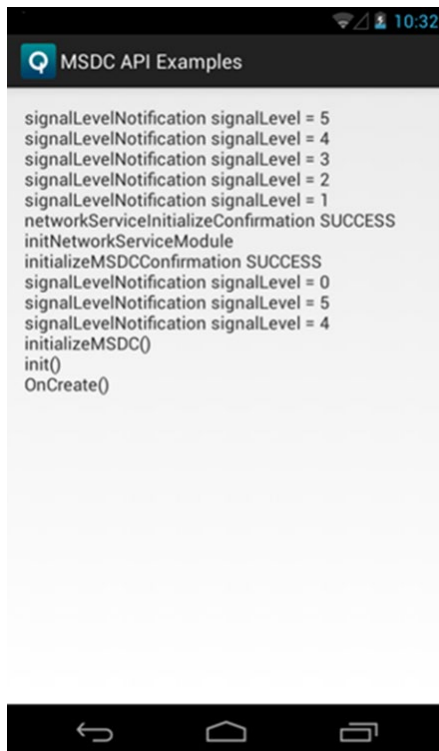 10:32
MSDC API Examples
signalLevelNotification signalLevel = 5
signalLevelNotification signalLevel = 4
signalLevelNotification signalLevel = 3
signalLevelNotification signalLevel = 2
signalLevelNotification signalLevel = 1
networkServiceInitializeConfirmation SUCCESS
initNetworkServiceModule
initializeMSDCConfirmation SUCCESS
signalLevelNotification signalLevel = 0
signalLevelNotification signalLevel = 5
signalLevelNotification signalLevel = 4
initializeMSDC()
init()
OnCreate()